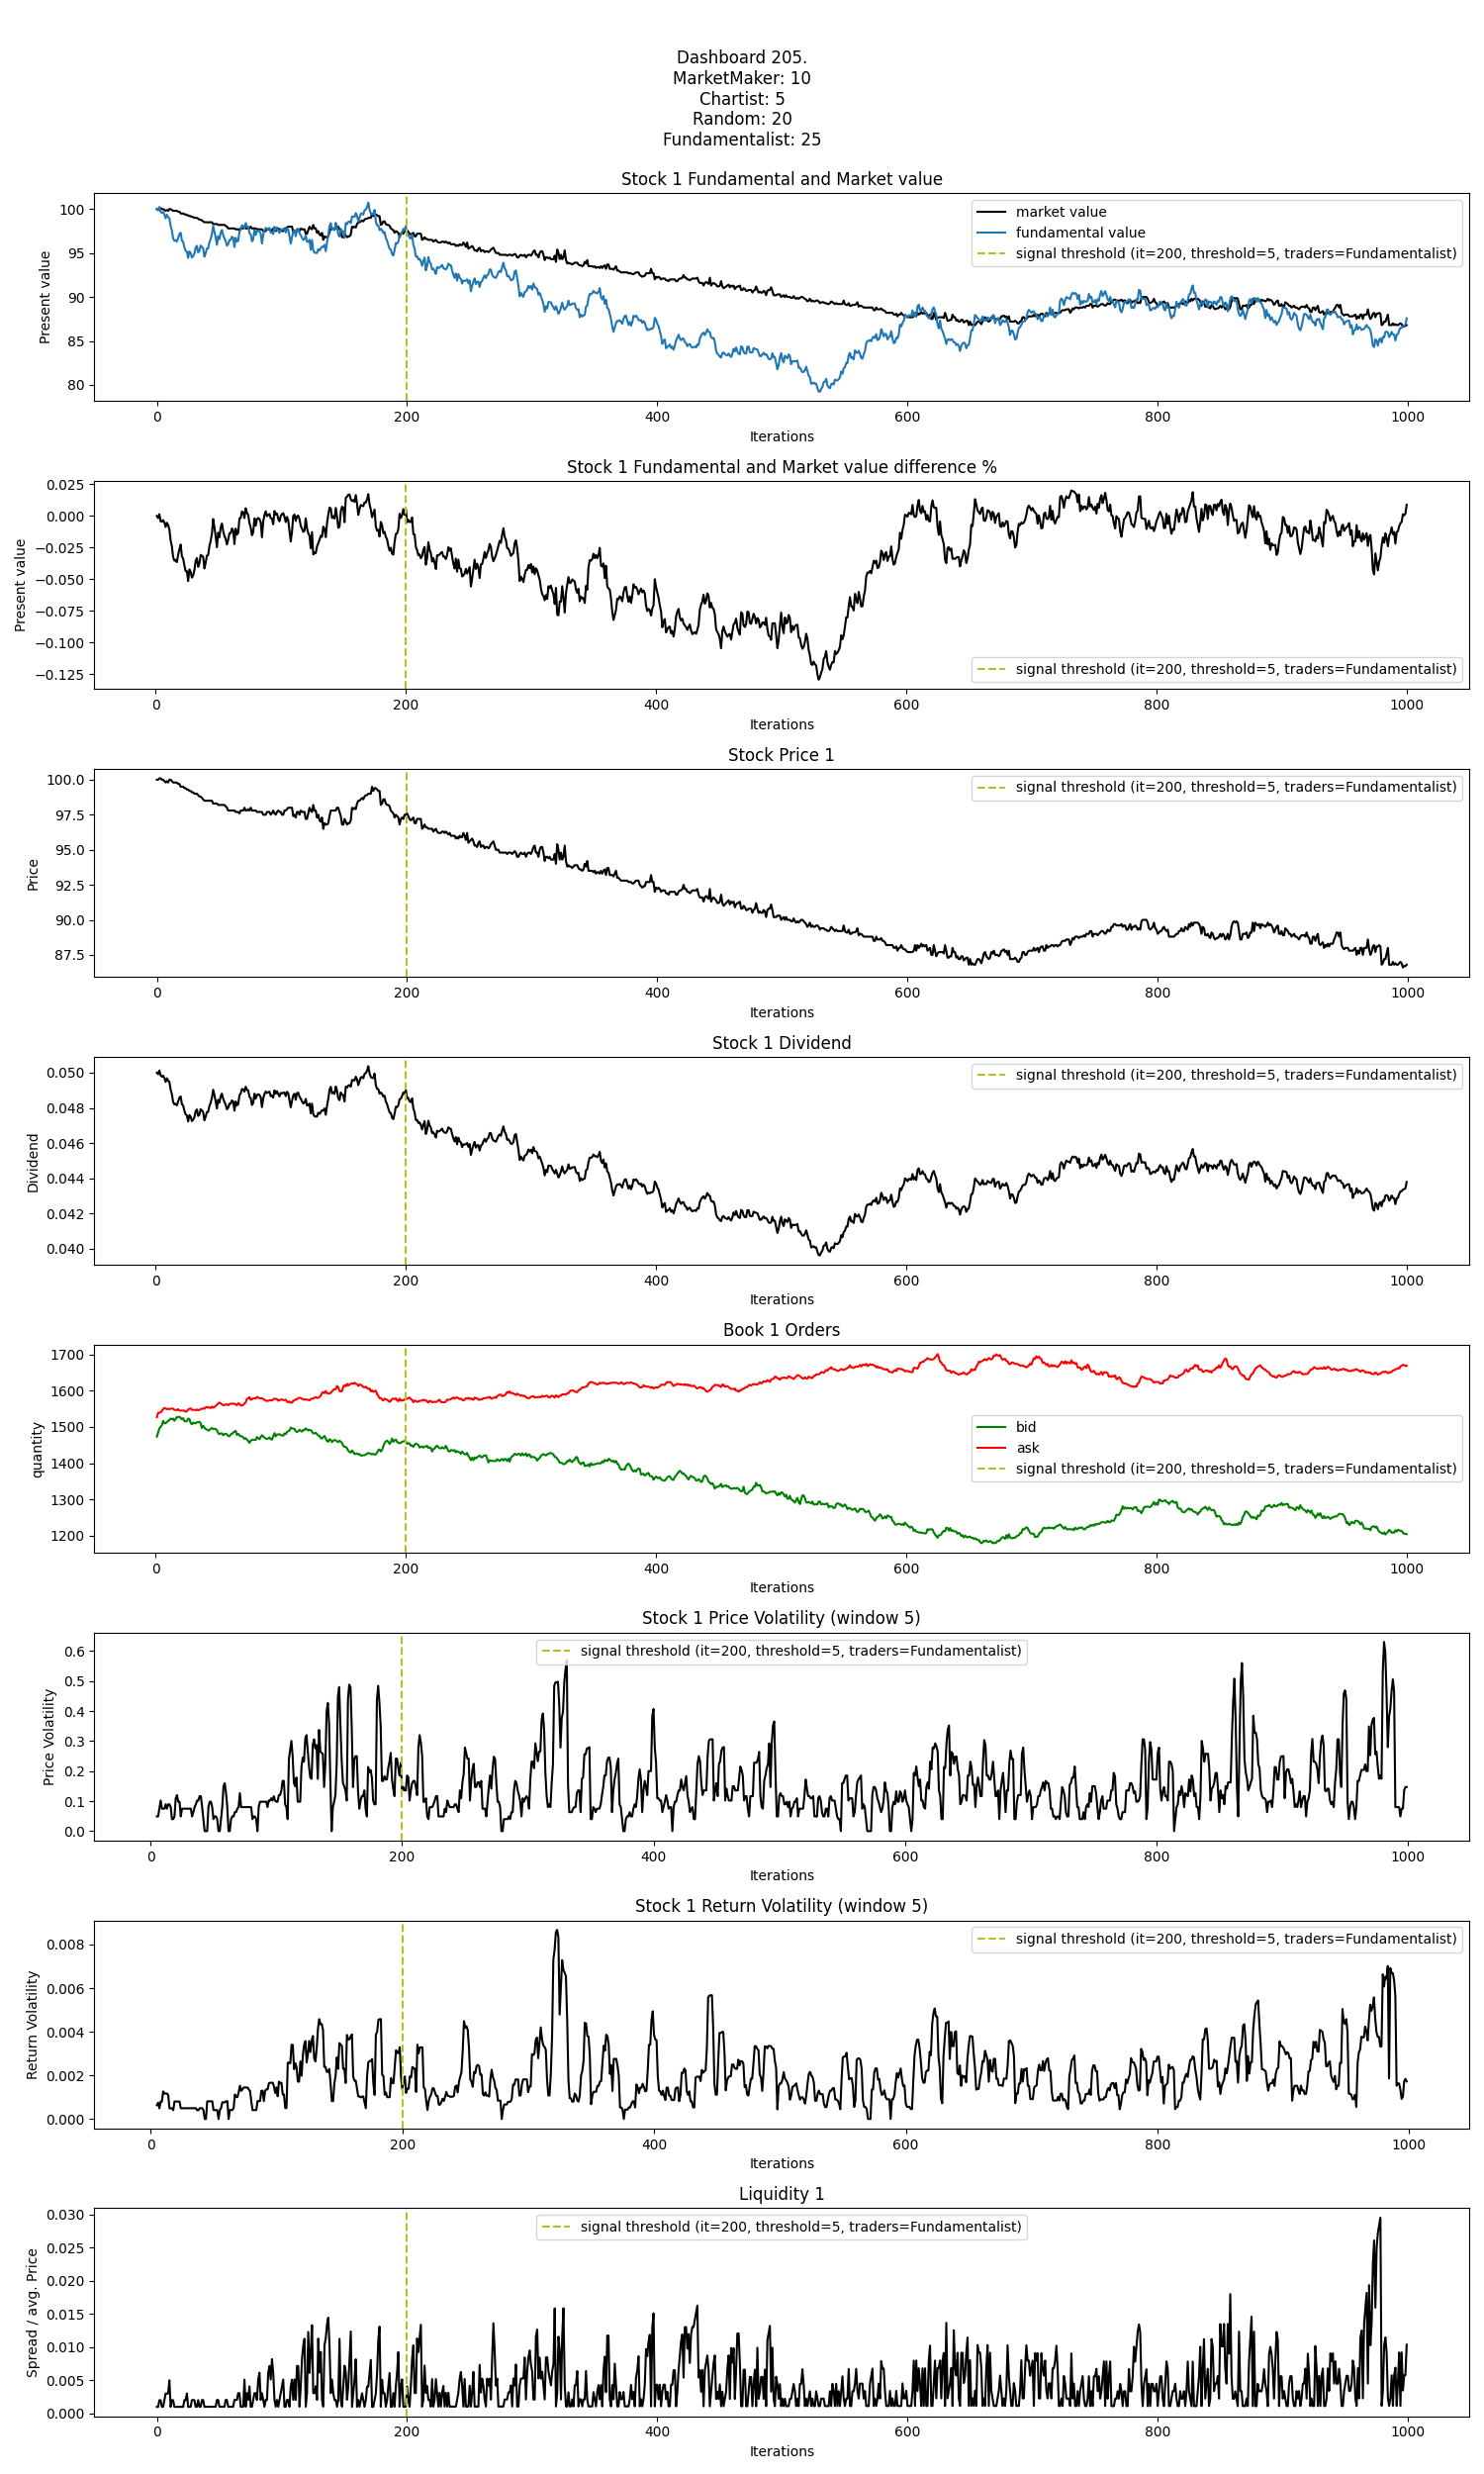 Dashboard 205.
MarketMaker: 10
Chartist: 5
Random: 20
Fundamentalist: 25
Stock 1 Fundamental and Market value
100
95
90
85
80
Present value
market value
fundamental value
signal threshold (it=200, threshold=5, traders=Fundamentalist)
0 200 400 600 800 1000
Iterations
Stock 1 Fundamental and Market value difference %
0.025
0.000
−0.025
−0.050
−0.075
−0.100
−0.125
Present value
signal threshold (it=200, threshold=5, traders=Fundamentalist)
0 200 400 600 800 1000
Iterations
Stock Price 1
100.0
97.5
95.0
92.5
90.0
87.5
Price
signal threshold (it=200, threshold=5, traders=Fundamentalist)
0 200 400 600 800 1000
Iterations
Stock 1 Dividend
0.050
0.048
0.046
0.044
0.042
0.040
Dividend
signal threshold (it=200, threshold=5, traders=Fundamentalist)
0 200 400 600 800 1000
Iterations
Book 1 Orders
1700
1600
1500
1400
1300
1200
quantity
bid
ask
signal threshold (it=200, threshold=5, traders=Fundamentalist)
0 200 400 600 800 1000
Iterations
Stock 1 Price Volatility (window 5)
0.6
0.5
0.4
0.3
0.2
0.1
0.0
Price Volatility
signal threshold (it=200, threshold=5, traders=Fundamentalist)
0 200 400 600 800 1000
Iterations
Stock 1 Return Volatility (window 5)
0.008
0.006
0.004
0.002
0.000
Return Volatility
signal threshold (it=200, threshold=5, traders=Fundamentalist)
0 200 400 600 800 1000
Iterations
Liquidity 1
0.030
0.025
0.020
0.015
0.010
0.005
0.000
Spread / avg. Price
signal threshold (it=200, threshold=5, traders=Fundamentalist)
0 200 400 600 800 1000
Iterations